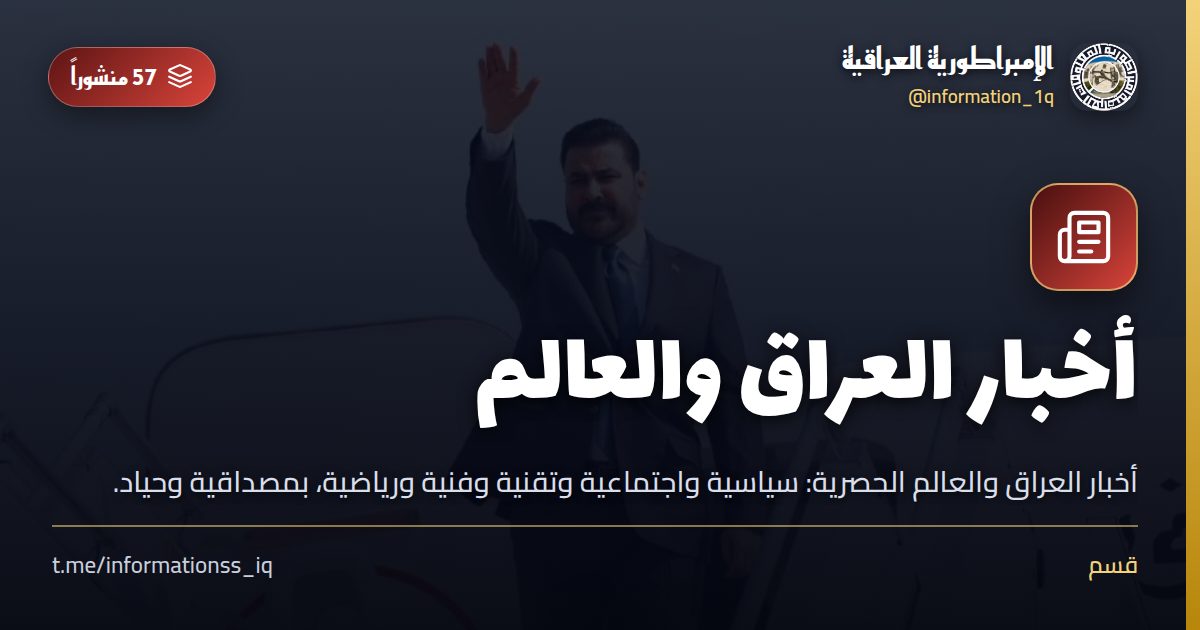 الإمبراطورية العراقية
@information_1q
57 منشوراً
أخبار العراق والعالم
أخبار العراق والعالم الحصرية: سياسية واجتماعية وتقنية وفنية ورياضية، بمصداقية وحياد.
قسم
t.me/informationss_iq